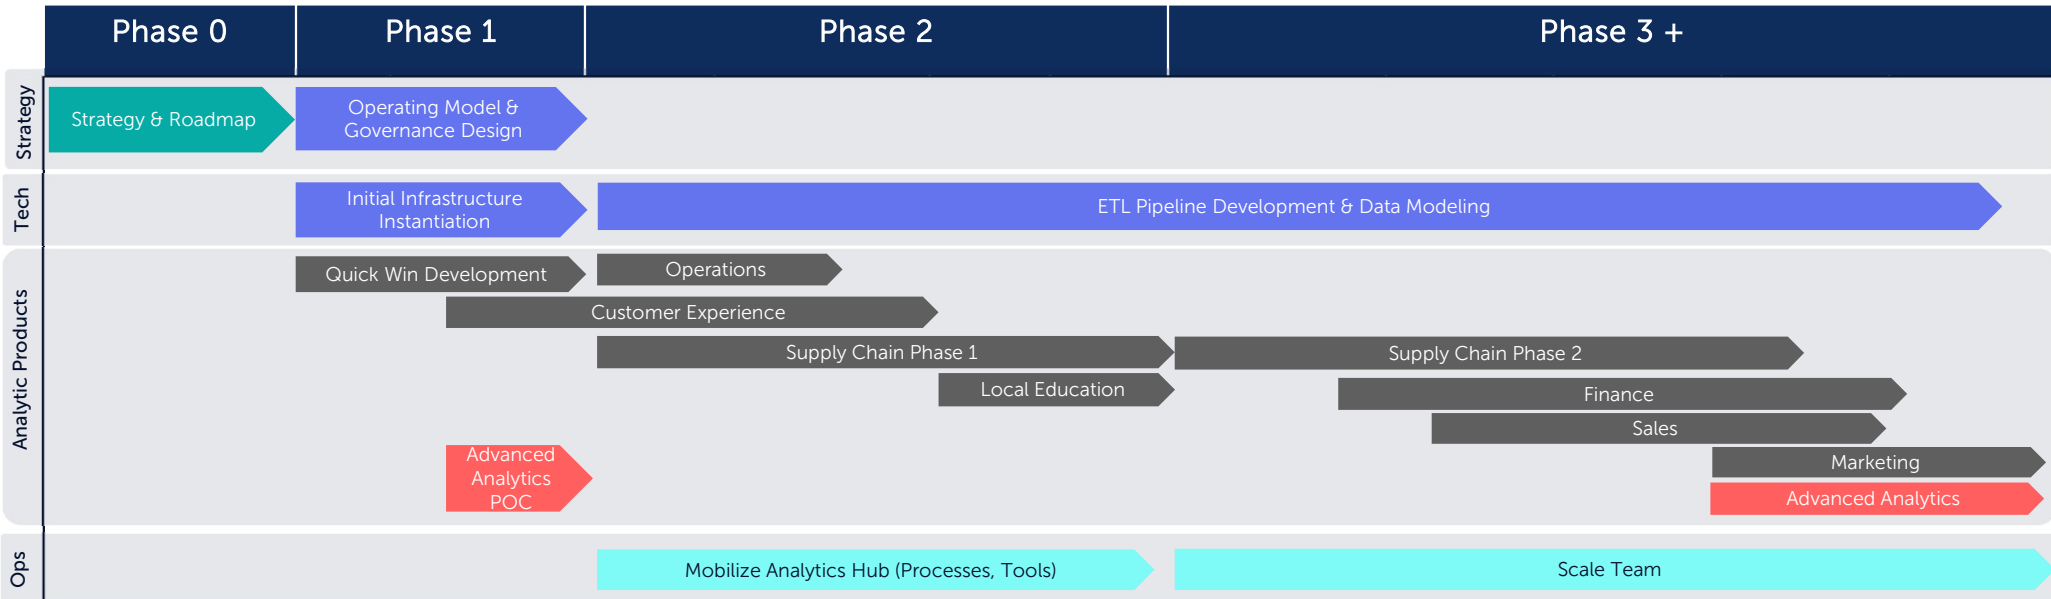 Phase 0
Phase 1
Phase 2
Phase 3 +
Strategy
Strategy & Roadmap
Operating Model &
Governance Design
Tech
Initial Infrastructure
Instantiation
ETL Pipeline Development & Data Modeling
Analytic Products
Quick Win Development
Operations
Customer Experience
Supply Chain Phase 1
Supply Chain Phase 2
Local Education
Finance
Sales
Advanced
Analytics
POC
Marketing
Advanced Analytics
Ops
Mobilize Analytics Hub (Processes, Tools)
Scale Team